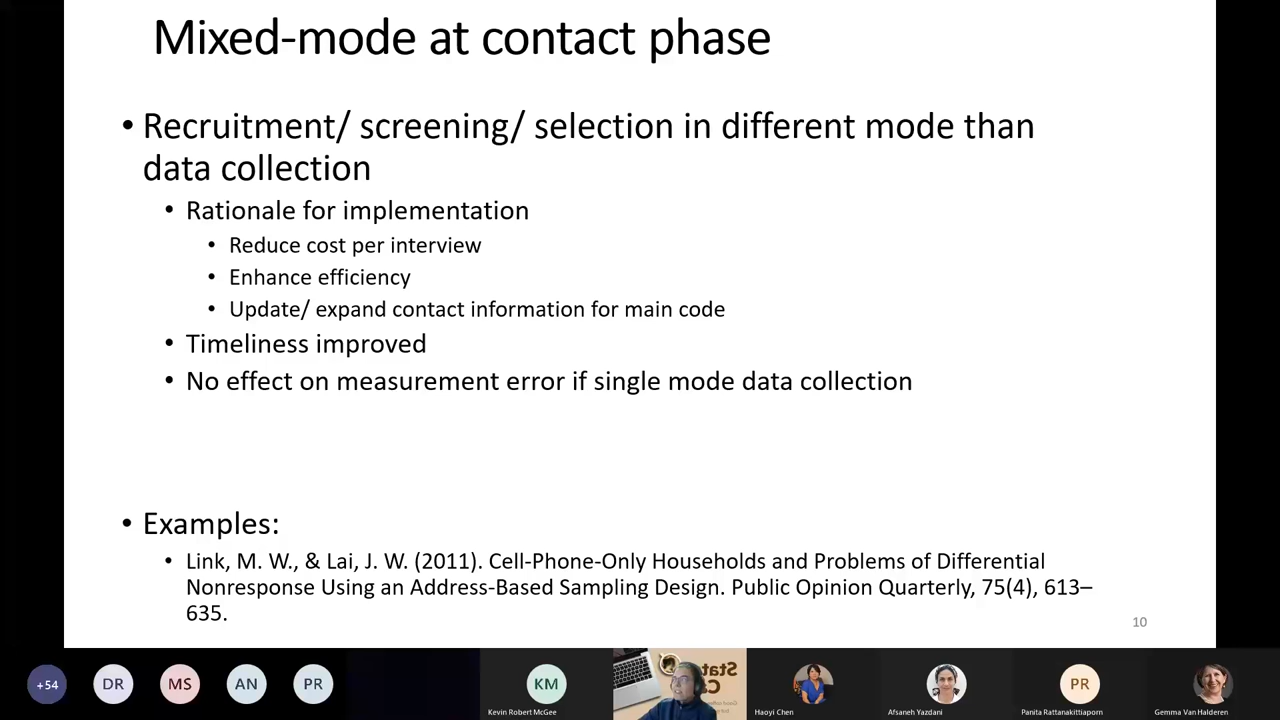 Mixed-mode at contact phase
• Recruitment/ screening/ selection in different mode than
data collection
• Rationale for implementation
• Reduce cost per interview
• Enhance efficiency
• Update/ expand contact information for main code
• Timeliness improved
• No effect on measurement error if single mode data collection
• Examples:
• Link, M. W., & Lai, J. W. (2011). Cell-Phone-Only Households and Problems of Differential
Nonresponse Using an Address-Based Sampling Design. Public Opinion Quarterly, 75(4), 613–
635.
10
+54
DR
MS
AN
PR
KM
Kevin Robert McGee
Haoyi Chen
Afsaneh Yazdani
PR
Panita Rattanakittiaporn
Gemma Van Halderen